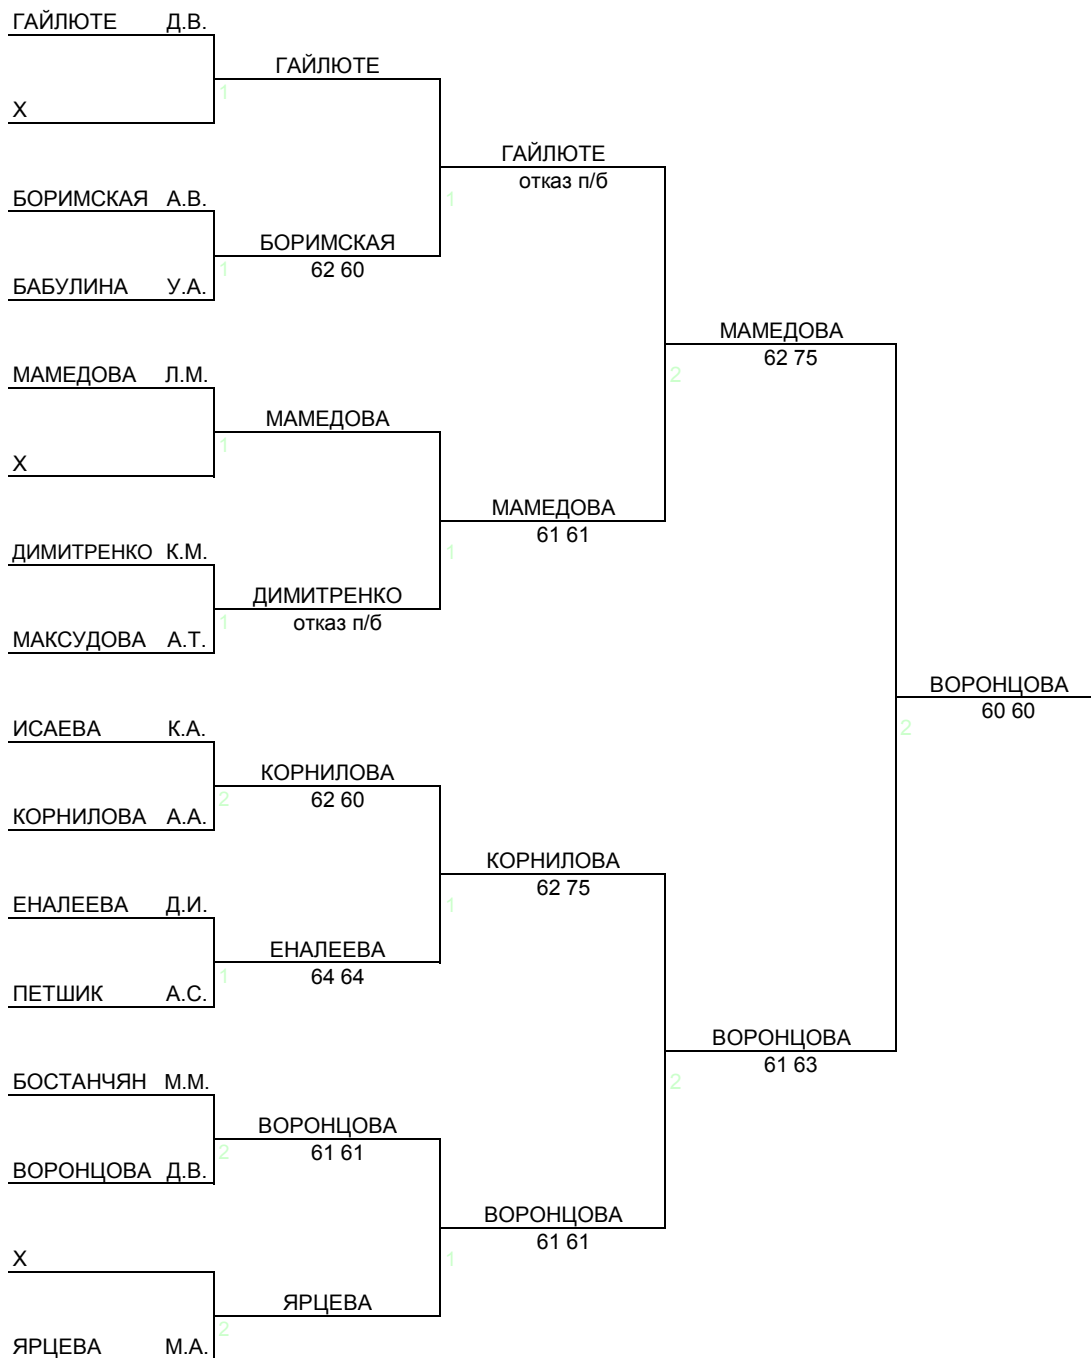 ГАЙЛЮТЕ Д.В.
ГАЙЛЮТЕ
1
X
ГАЙЛЮТЕ
отказ п/б
1
БОРИМСКАЯ А.В.
БОРИМСКАЯ
62 60
1
БАБУЛИНА У.А.
МАМЕДОВА
62 75
2
МАМЕДОВА Л.М.
МАМЕДОВА
1
X
МАМЕДОВА
61 61
1
ДИМИТРЕНКО К.М.
ДИМИТРЕНКО
отказ п/б
1
МАКСУДОВА А.Т.
ВОРОНЦОВА
60 60
2
ИСАЕВА К.А.
КОРНИЛОВА
62 60
2
КОРНИЛОВА А.А.
КОРНИЛОВА
62 75
1
ЕНАЛЕЕВА Д.И.
ЕНАЛЕЕВА
64 64
1
ПЕТШИК А.С.
ВОРОНЦОВА
61 63
2
БОСТАНЧЯН М.М.
ВОРОНЦОВА
61 61
2
ВОРОНЦОВА Д.В.
ВОРОНЦОВА
61 61
1
X
ЯРЦЕВА
2
ЯРЦЕВА М.А.